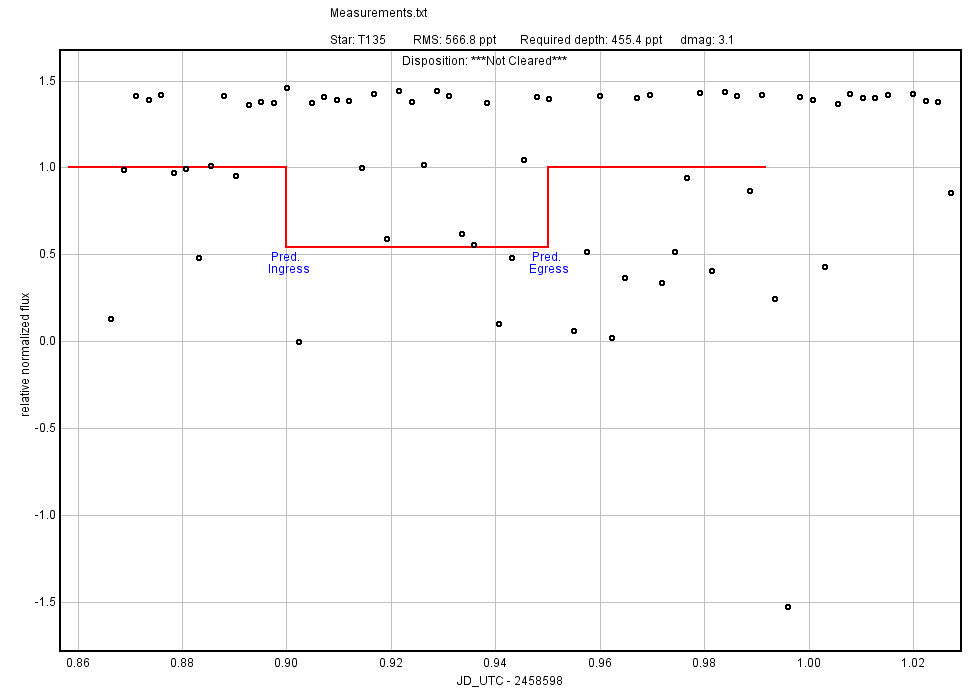 Measurements.txt
Star: T135 RMS: 566.8 ppt Required depth: 455.4 ppt dmag: 3.1
Disposition: ***Not Cleared***
1.5
1.0
0.5
0.0
-0.5
-1.0
-1.5
relative normalized flux
Pred. Ingress
Pred. Egress
0.86 0.88 0.90 0.92 0.94 0.96 0.98 1.00 1.02
JD_UTC - 2458598